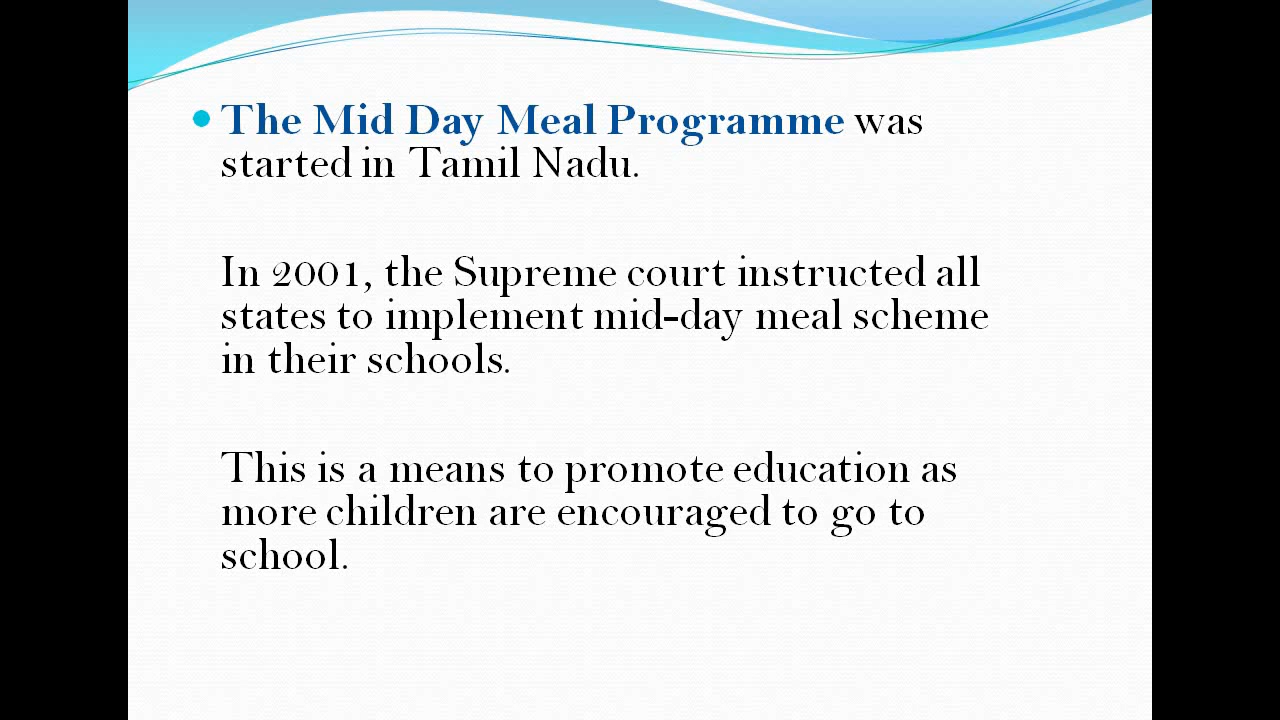 The Mid Day Meal Programme was
started in Tamil Nadu.
In 2001, the Supreme court instructed all
states to implement mid-day meal scheme
in their schools.
This is a means to promote education as
more children are encouraged to go to
school.